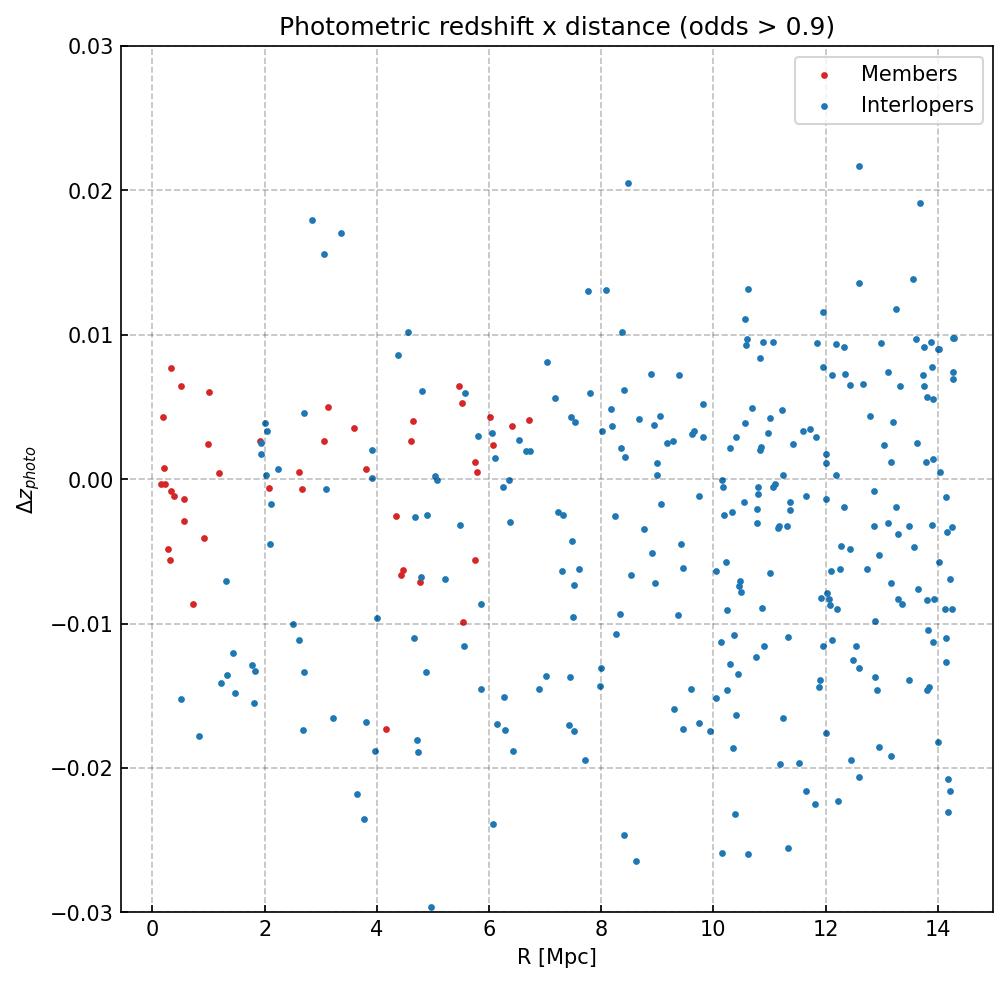 Photometric redshift x distance (odds > 0.9)
Members
Interlopers
0.03
0.02
0.01
0.00
−0.01
−0.02
−0.03
Δz_photo
0 2 4 6 8 10 12 14
R [Mpc]